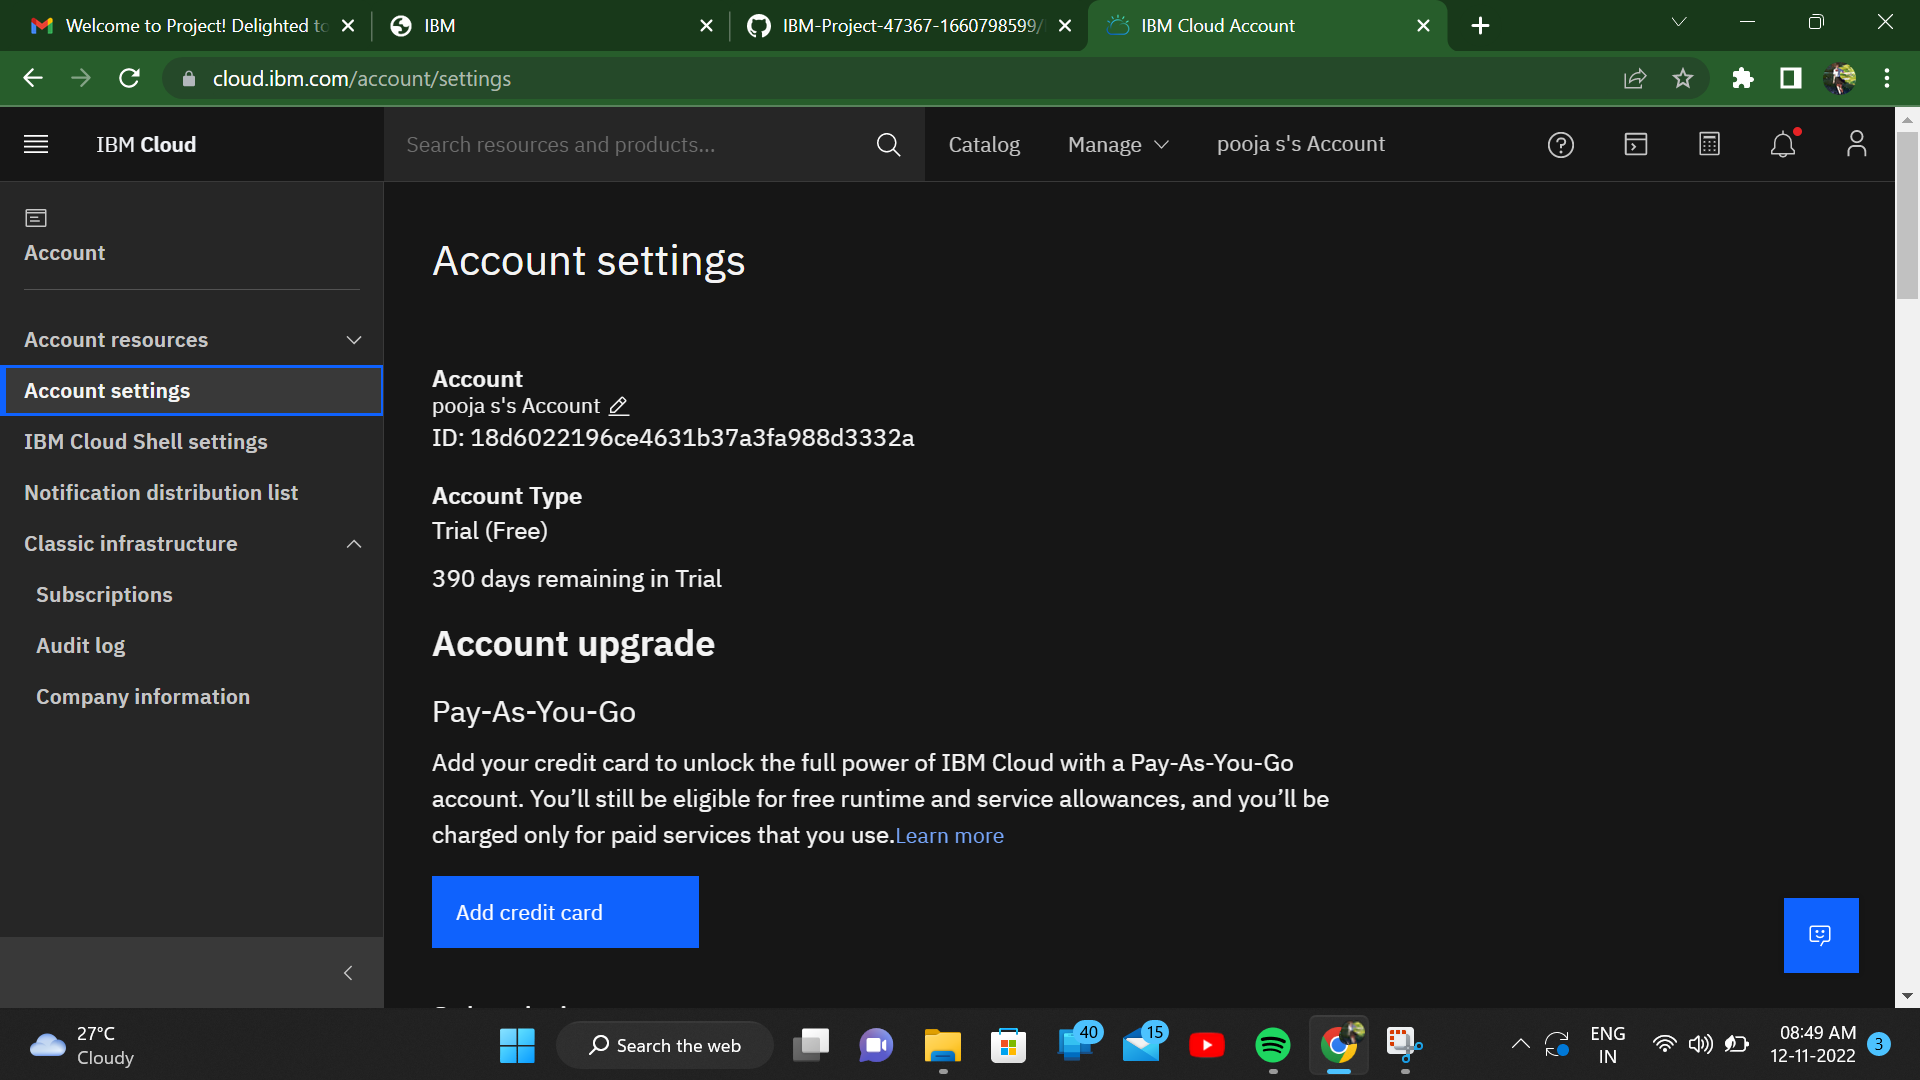 Welcome to Project! Delighted to
IBM
IBM-Project-47367-1660798599/
IBM Cloud Account
cloud.ibm.com/account/settings
IBM Cloud
Search resources and products...
Catalog
Manage
pooja s's Account
Account
Account resources
Account settings
IBM Cloud Shell settings
Notification distribution list
Classic infrastructure
Subscriptions
Audit log
Company information
Account settings
Account
pooja s's Account
ID: 18d6022196ce4631b37a3fa988d3332a
Account Type
Trial (Free)
390 days remaining in Trial
Account upgrade
Pay-As-You-Go
Add your credit card to unlock the full power of IBM Cloud with a Pay-As-You-Go
account. You’ll still be eligible for free runtime and service allowances, and you’ll be
charged only for paid services that you use.Learn more
Add credit card
27°C
Cloudy
Search the web
40
15
ENG
IN
08:49 AM
12-11-2022
3